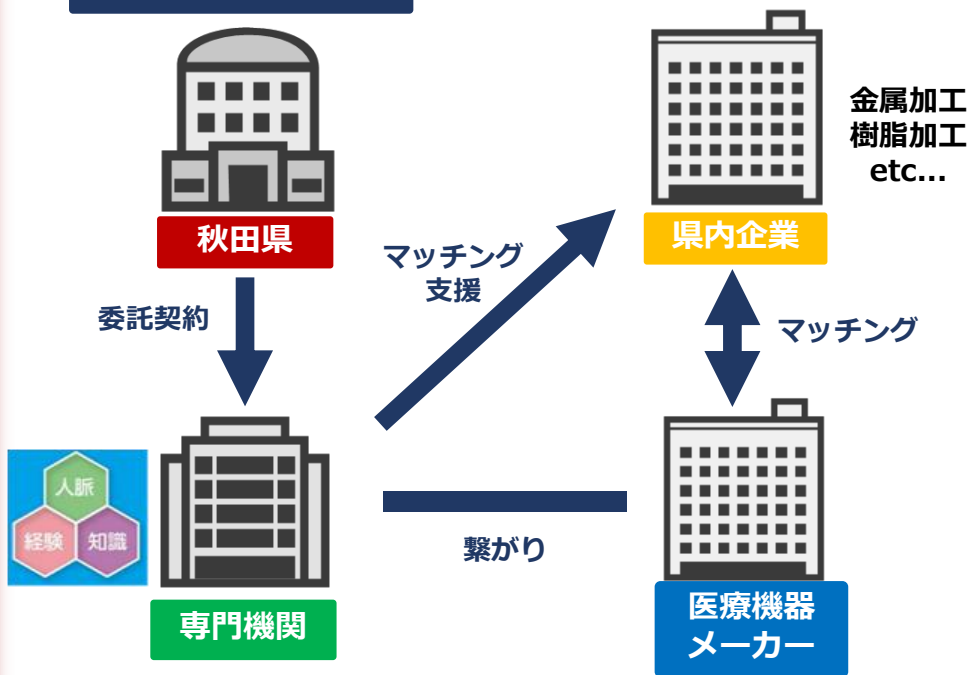 金属加工
樹脂加工
etc...
秋田県
県内企業
マッチング
支援
委託契約
マッチング
人脈
経験 知識
繋がり
専門機関
医療機器
メーカー